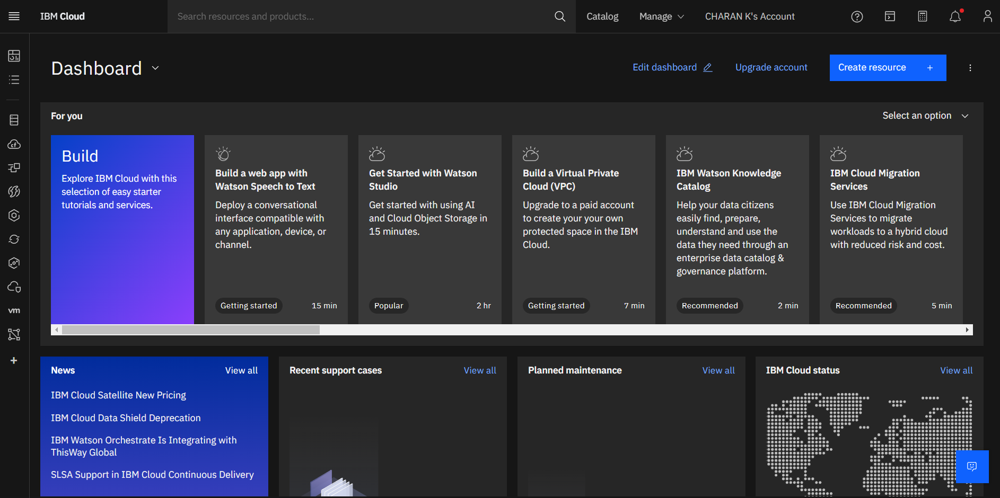 IBM Cloud
Search resources and products...
Catalog
Manage
CHARAN K's Account
Dashboard
Edit dashboard
Upgrade account
Create resource +
For you
Select an option
Build
Explore IBM Cloud with this
selection of easy starter
tutorials and services.
Build a web app with
Watson Speech to Text
Deploy a conversational
interface compatible with
any application, device, or
channel.
Getting started
15 min
Get Started with Watson
Studio
Get started with using AI
and Cloud Object Storage in
15 minutes.
Popular
2 hr
Build a Virtual Private
Cloud (VPC)
Upgrade to a paid account
to create your your own
protected space in the IBM
Cloud.
Getting started
7 min
IBM Watson Knowledge
Catalog
Help your data citizens
easily find, prepare,
understand and use the
data they need through an
enterprise data catalog &
governance platform.
Recommended
2 min
IBM Cloud Migration
Services
Use IBM Cloud Migration
Services to migrate
workloads to a hybrid cloud
with reduced risk and cost.
Recommended
5 min
cf
vm
News
View all
IBM Cloud Satellite New Pricing
IBM Cloud Data Shield Deprecation
IBM Watson Orchestrate Is Integrating with
ThisWay Global
SLSA Support in IBM Cloud Continuous Delivery
Recent support cases
View all
Planned maintenance
View all
IBM Cloud status
View all